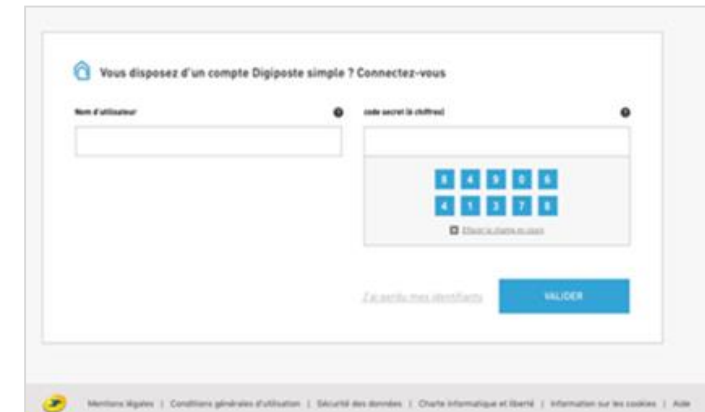 Vous disposez d'un compte Digiposte simple ? Connectez-vous
Nom d'utilisateur
code secret (6 chiffres)
4 9 0 6
4 1 3 7 8
Effacer le champ en cours
J'ai perdu mes identifiants
VALIDER
Mentions légales | Conditions générales d'utilisation | Sécurité des données | Charte Informatique et liberté | Information sur les cookies | Aide